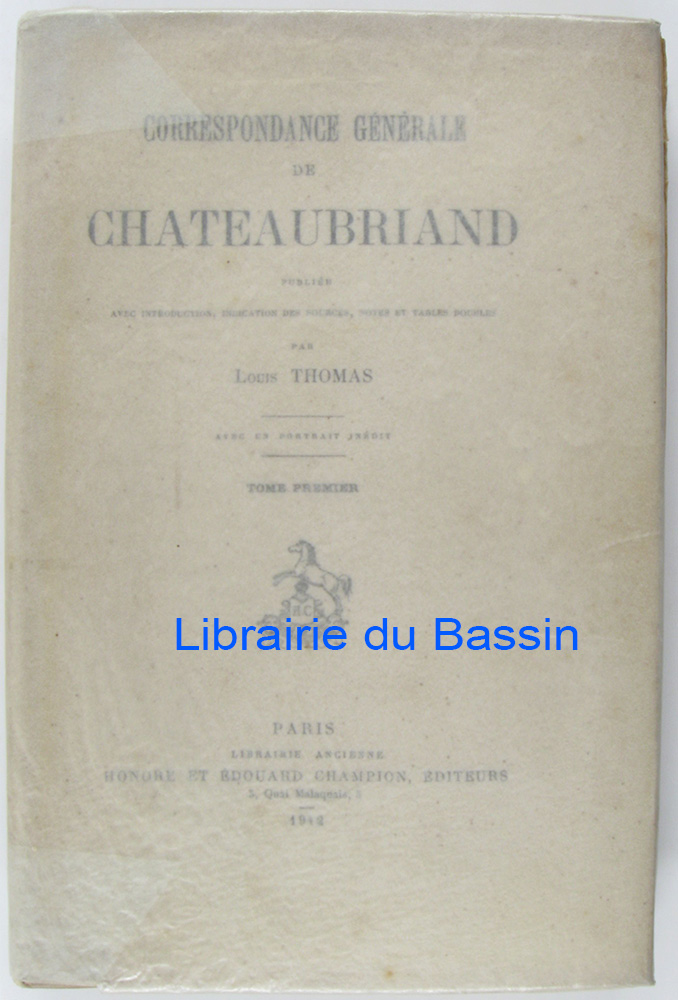 CORRESPONDANCE GÉNÉRALE
DE
CHATEAUBRIAND
PUBLIÉE
AVEC INTRODUCTION, INDICATION DES SOURCES, NOTES ET TABLES DOUBLES
PAR
LOUIS THOMAS
AVEC UN PORTRAIT INÉDIT
TOME PREMIER
H C
Librairie du Bassin
PARIS
LIBRAIRIE ANCIENNE
HONORÉ ET ÉDOUARD CHAMPION, ÉDITEURS
5, Quai Malaquais, 5
1912